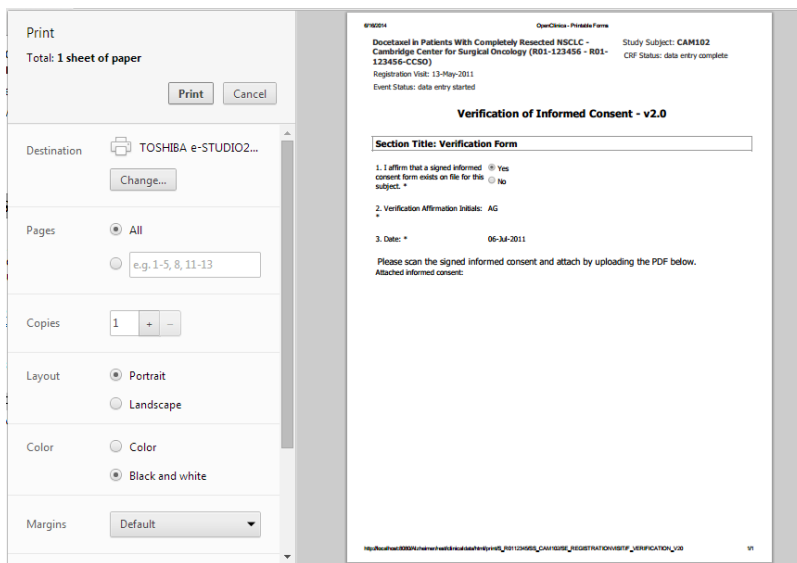 Print
Total: 1 sheet of paper
Print
Cancel
Destination
TOSHIBA e-STUDIO2...
Change...
Pages
All
e.g. 1-5, 8, 11-13
Copies
1
+
–
Layout
Portrait
Landscape
Color
Color
Black and white
Margins
Default
6/16/2014
OpenClinica - Printable Forms
Docetaxel in Patients With Completely Resected NSCLC -
Cambridge Center for Surgical Oncology (R01-123456 - R01-
123456-CCSO)
Study Subject: CAM102
CRF Status: data entry complete
Registration Visit: 13-May-2011
Event Status: data entry started
Verification of Informed Consent - v2.0
Section Title: Verification Form
1. I affirm that a signed informed
consent form exists on file for this
subject. *
Yes
No
2. Verification Affirmation Initials:
*
AG
3. Date: *
06-Jul-2011
Please scan the signed informed consent and attach by uploading the PDF below.
Attached informed consent:
1/1